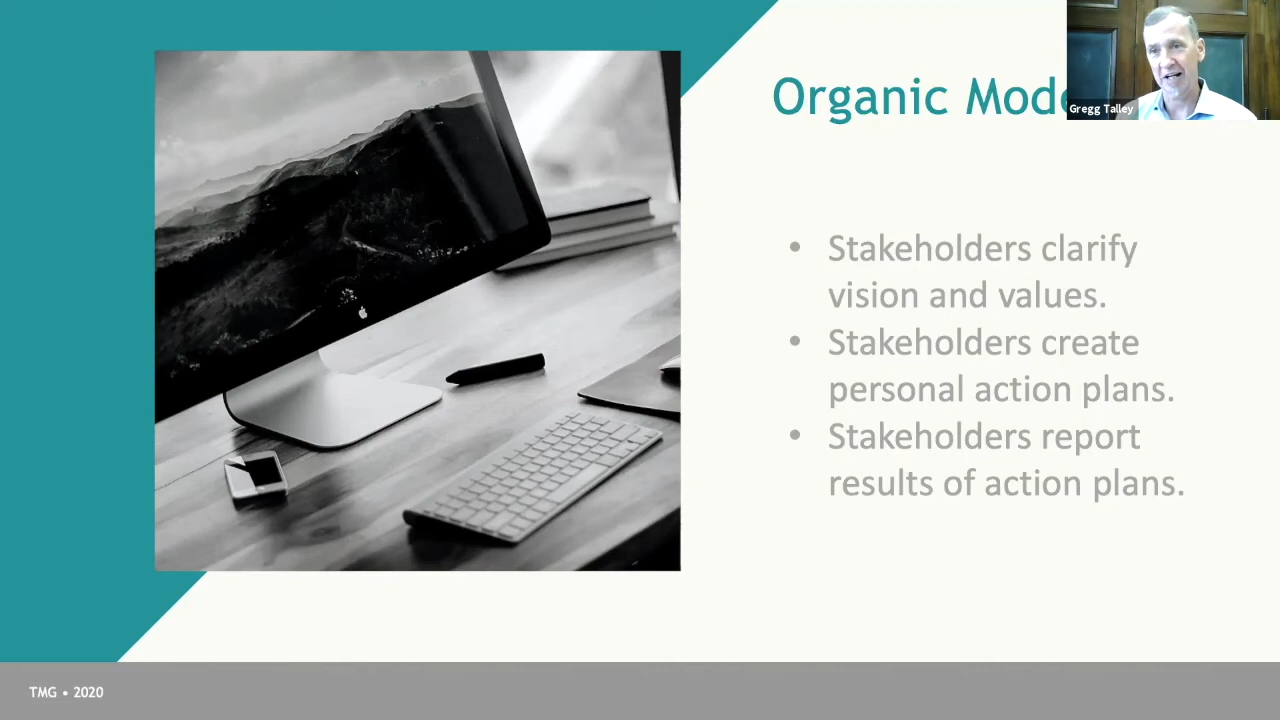 Organic Mod
Gregg Talley
• Stakeholders clarify
vision and values.
• Stakeholders create
personal action plans.
• Stakeholders report
results of action plans.
TMG • 2020